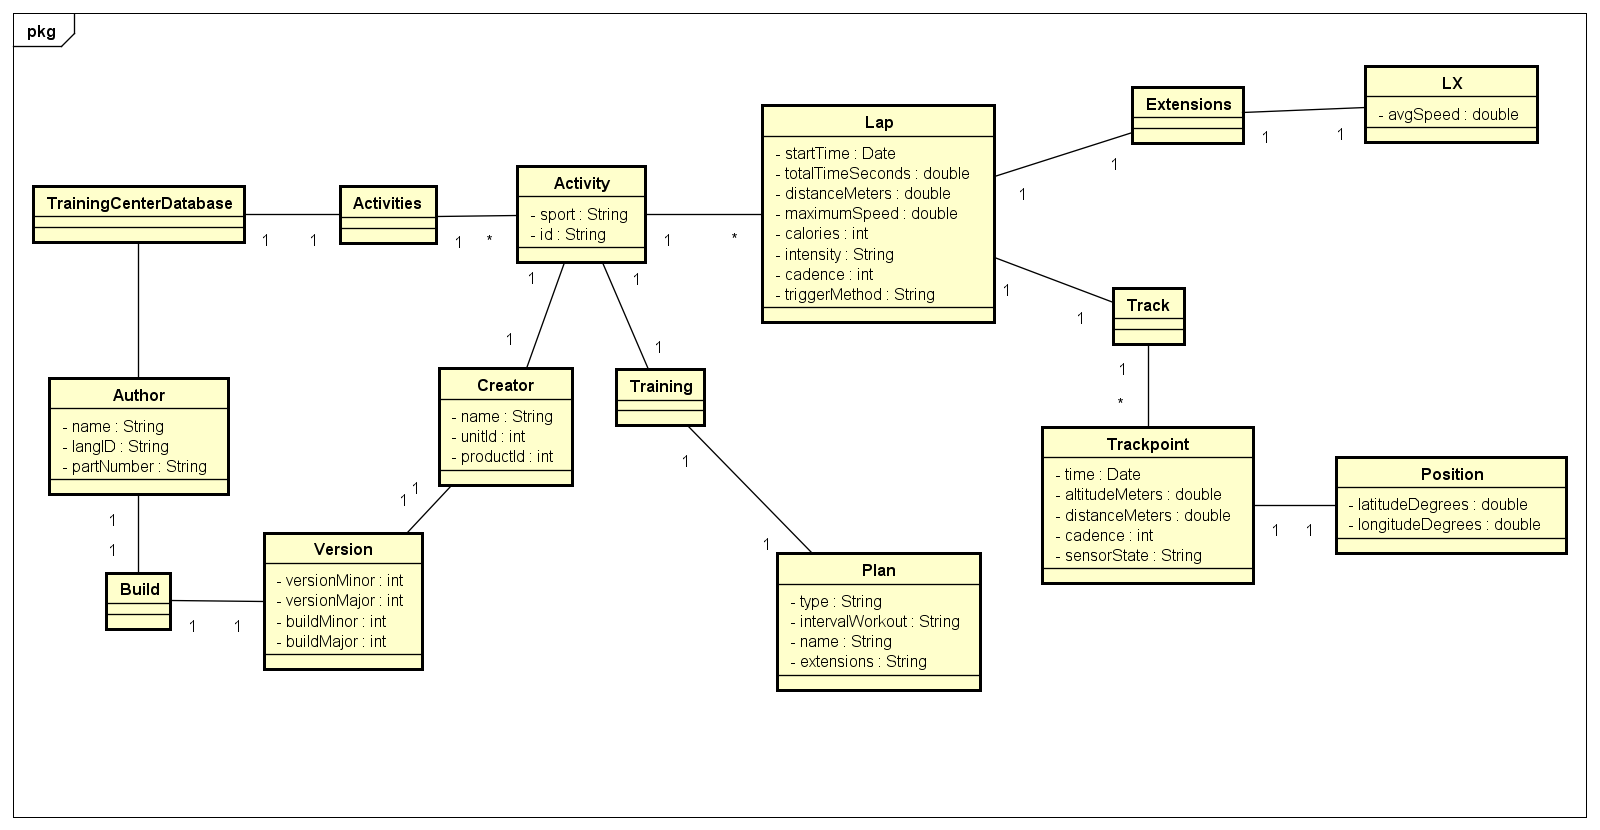 pkg
TrainingCenterDatabase
1
1
Activities
1
*
Activity
- sport : String
- id : String
1
*
1
1
Lap
- startTime : Date
- totalTimeSeconds : double
- distanceMeters : double
- maximumSpeed : double
- calories : int
- intensity : String
- cadence : int
- triggerMethod : String
1
1
Extensions
1
1
LX
- avgSpeed : double
1
1
Track
1
*
Author
- name : String
- langID : String
- partNumber : String
1
1
1
Creator
- name : String
- unitId : int
- productId : int
1
1
1
Training
1
1
Trackpoint
- time : Date
- altitudeMeters : double
- distanceMeters : double
- cadence : int
- sensorState : String
1
1
Position
- latitudeDegrees : double
- longitudeDegrees : double
Build
1
1
Version
- versionMinor : int
- versionMajor : int
- buildMinor : int
- buildMajor : int
Plan
- type : String
- intervalWorkout : String
- name : String
- extensions : String